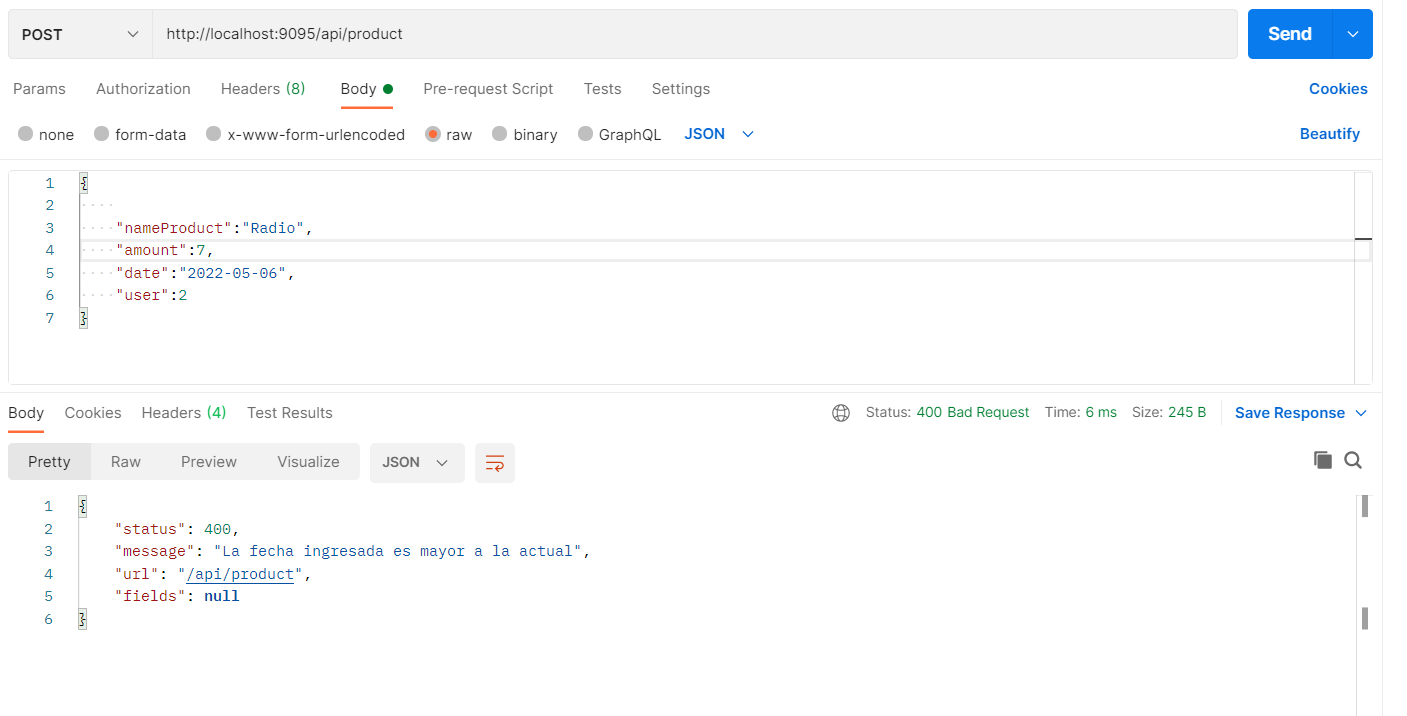 POST http://localhost:9095/api/product Send
Params Authorization Headers (8) Body Pre-request Script Tests Settings Cookies
none form-data x-www-form-urlencoded raw binary GraphQL JSON Beautify
1 {
2
3 "nameProduct":"Radio",
4 "amount":7,
5 "date":"2022-05-06",
6 "user":2
7 }
Body Cookies Headers (4) Test Results Status: 400 Bad Request Time: 6 ms Size: 245 B Save Response
Pretty Raw Preview Visualize JSON
1 {
2 "status": 400,
3 "message": "La fecha ingresada es mayor a la actual",
4 "url": "/api/product",
5 "fields": null
6 }